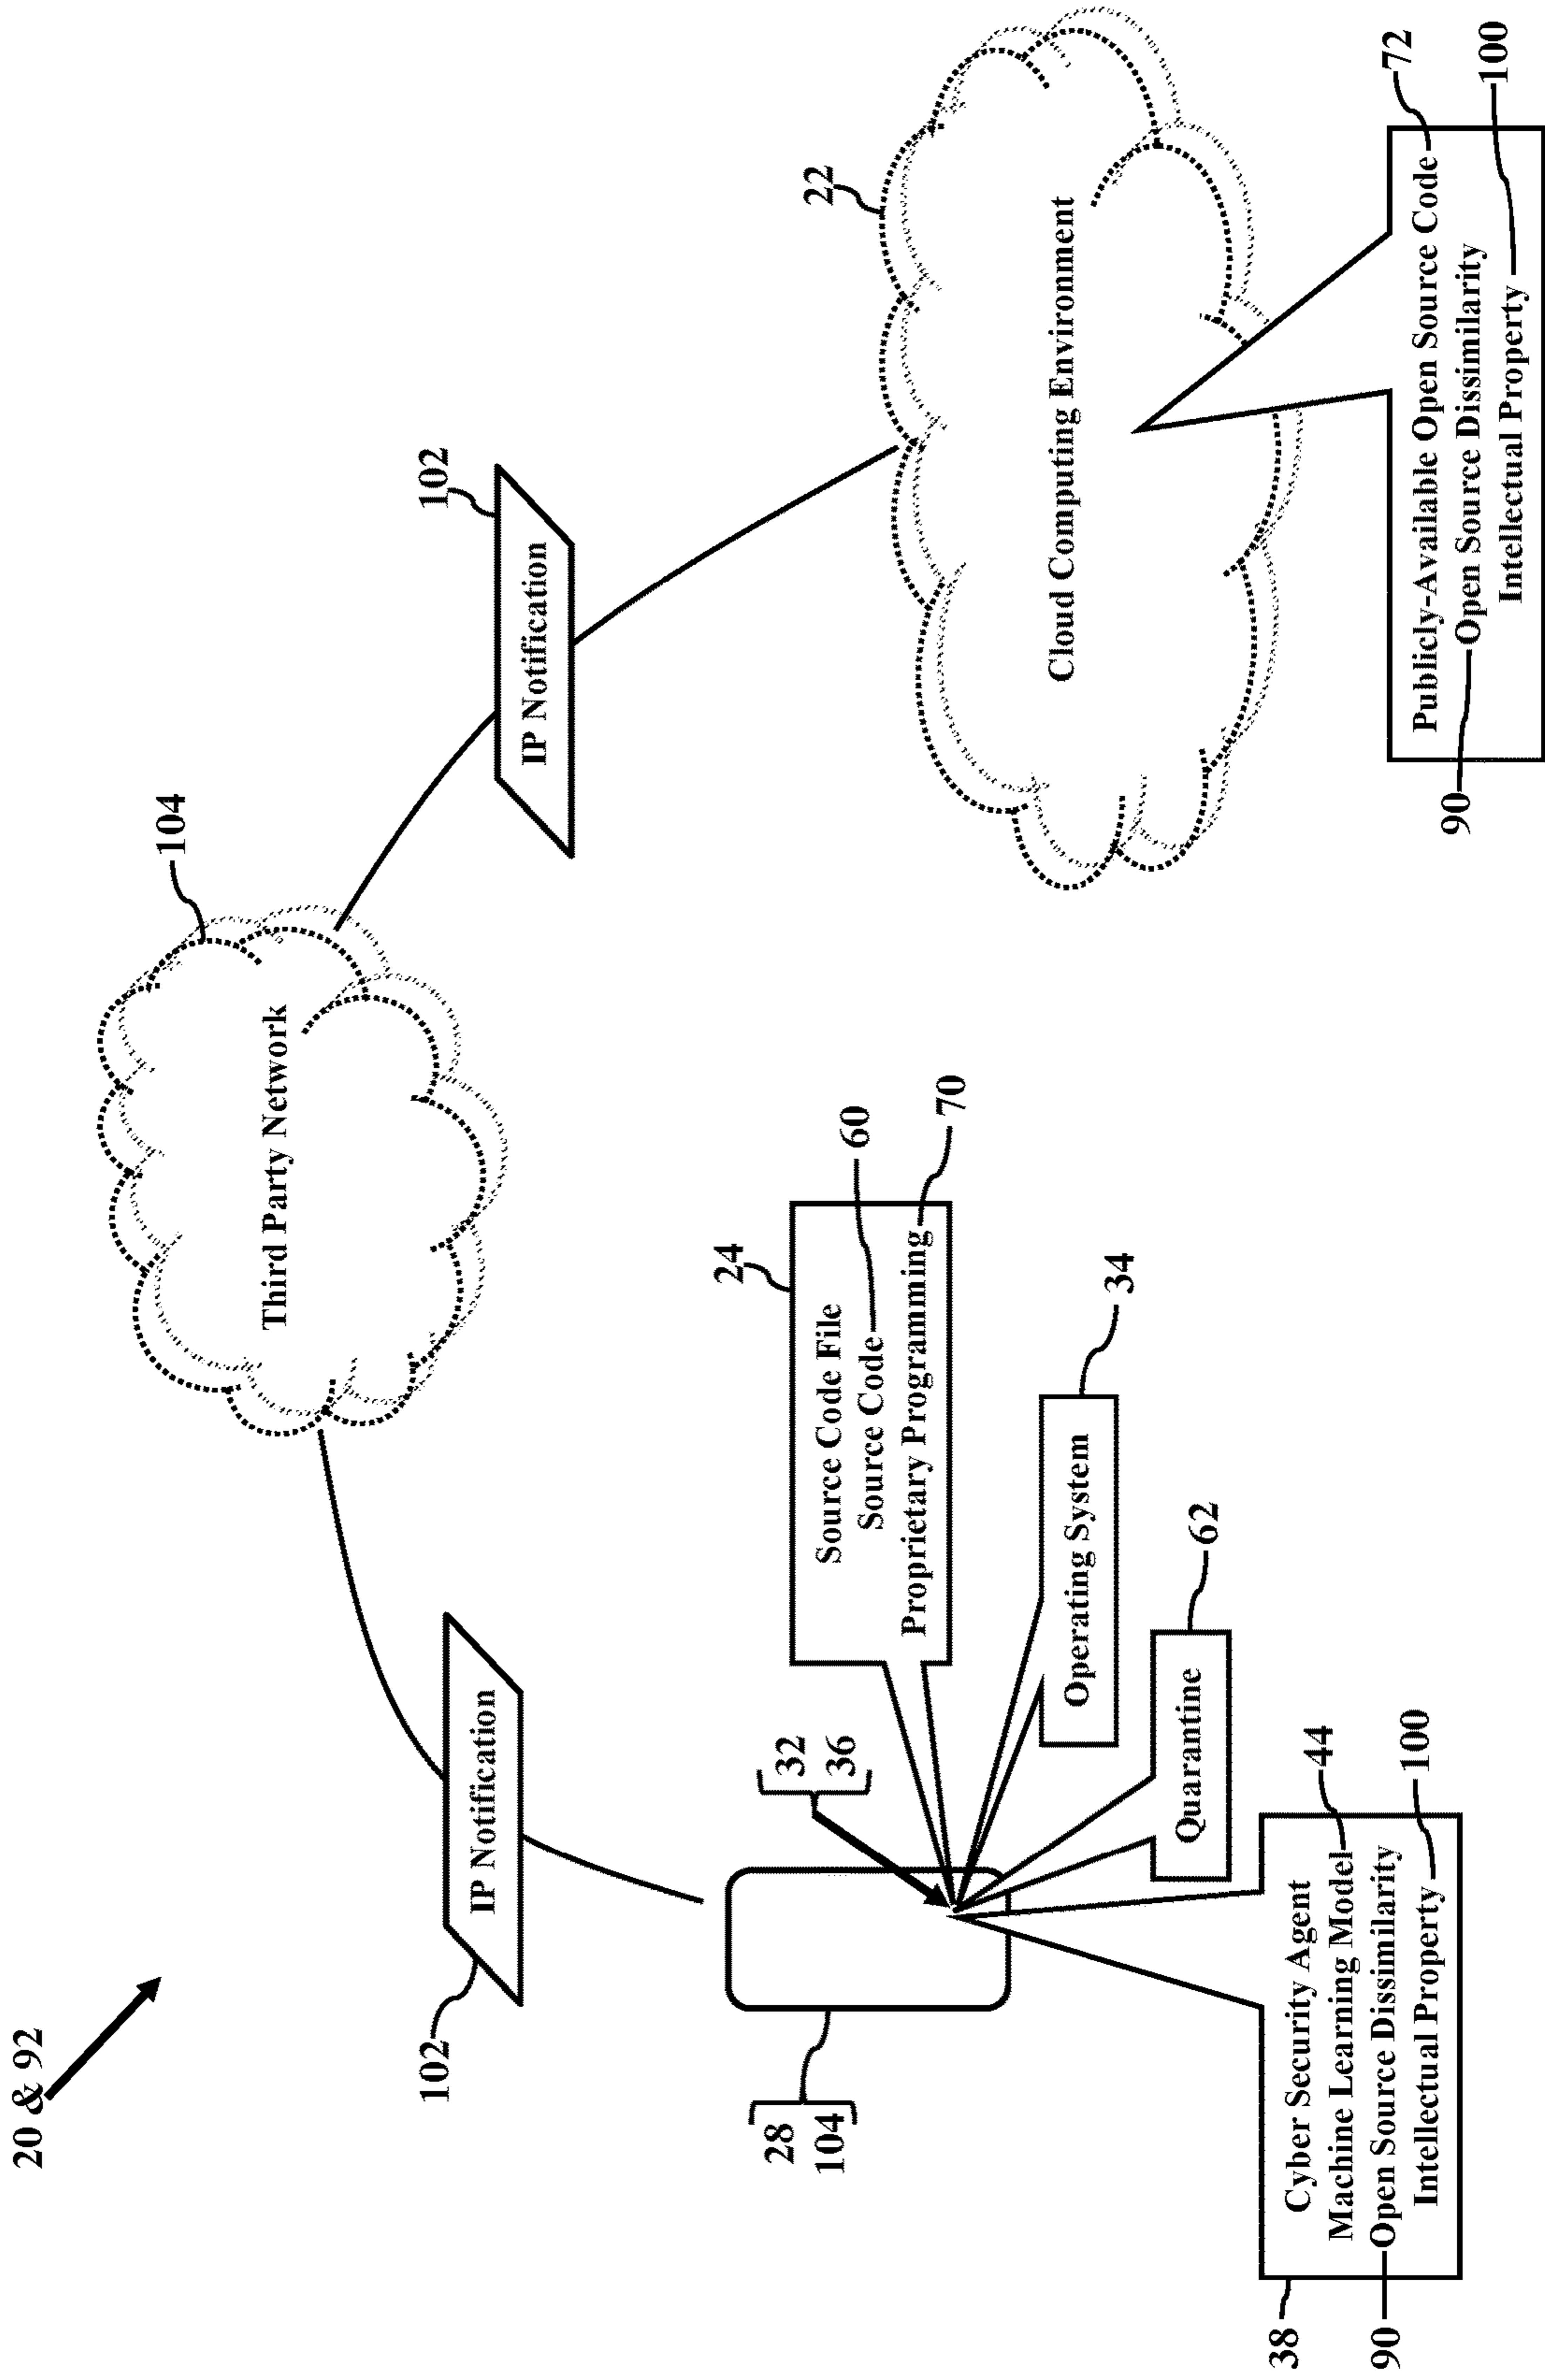 20 & 92
102
IP Notification
Third Party Network
104
102
IP Notification
22
Cloud Computing Environment
Publicly-Available Open Source Code
72
90
Open Source Dissimilarity
Intellectual Property
100
28
104
32
36
24
Source Code File
Source Code
60
Proprietary Programming
70
Operating System
34
Quarantine
62
38
Cyber Security Agent
Machine Learning Model
44
90
Open Source Dissimilarity
Intellectual Property
100